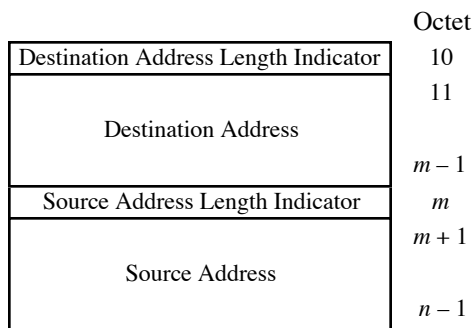 Octet
Destination Address Length Indicator 10
11
Destination Address
m – 1
Source Address Length Indicator m
m + 1
Source Address
n – 1